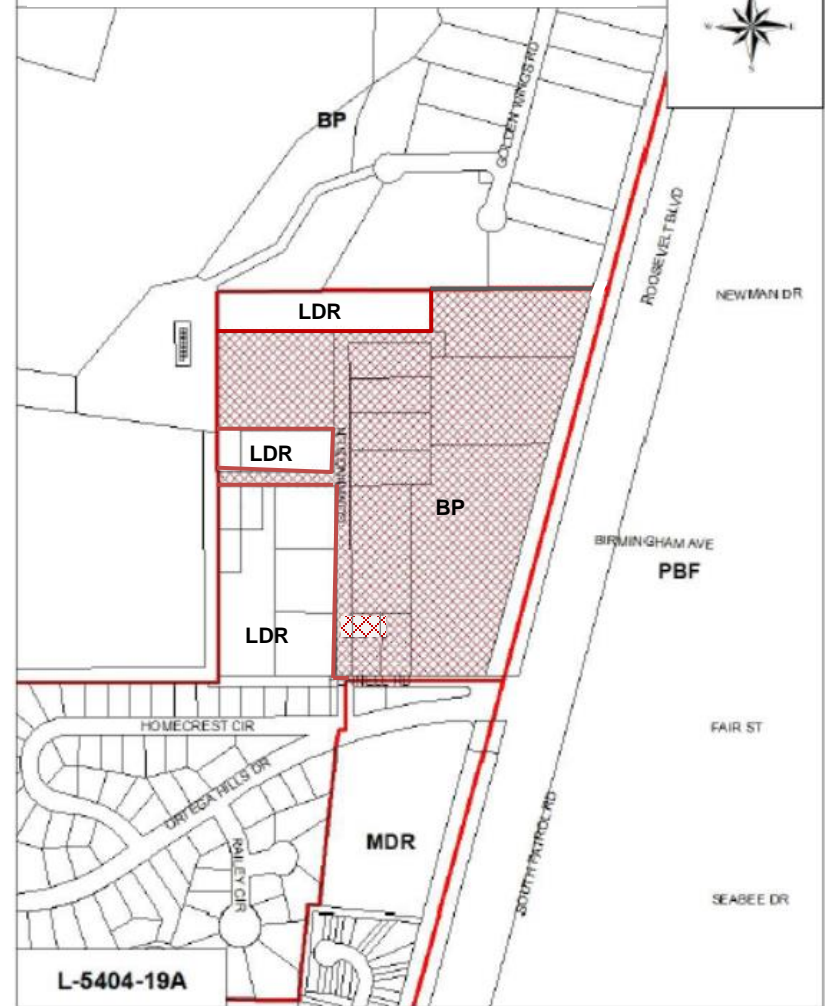 W
E
S
GOLDEN WINGS RD
BP
ROOSEVELT BLVD
NEWMAN DR
LDR
LDR
BP
BIRMINGHAM AVE
PBF
LDR
HOMECREST CIR
FAIR ST
ORTEGA HILLS DR
MDR
RAILEY CIR
SOUTH PATROL RD
SEABEE DR
L-5404-19A